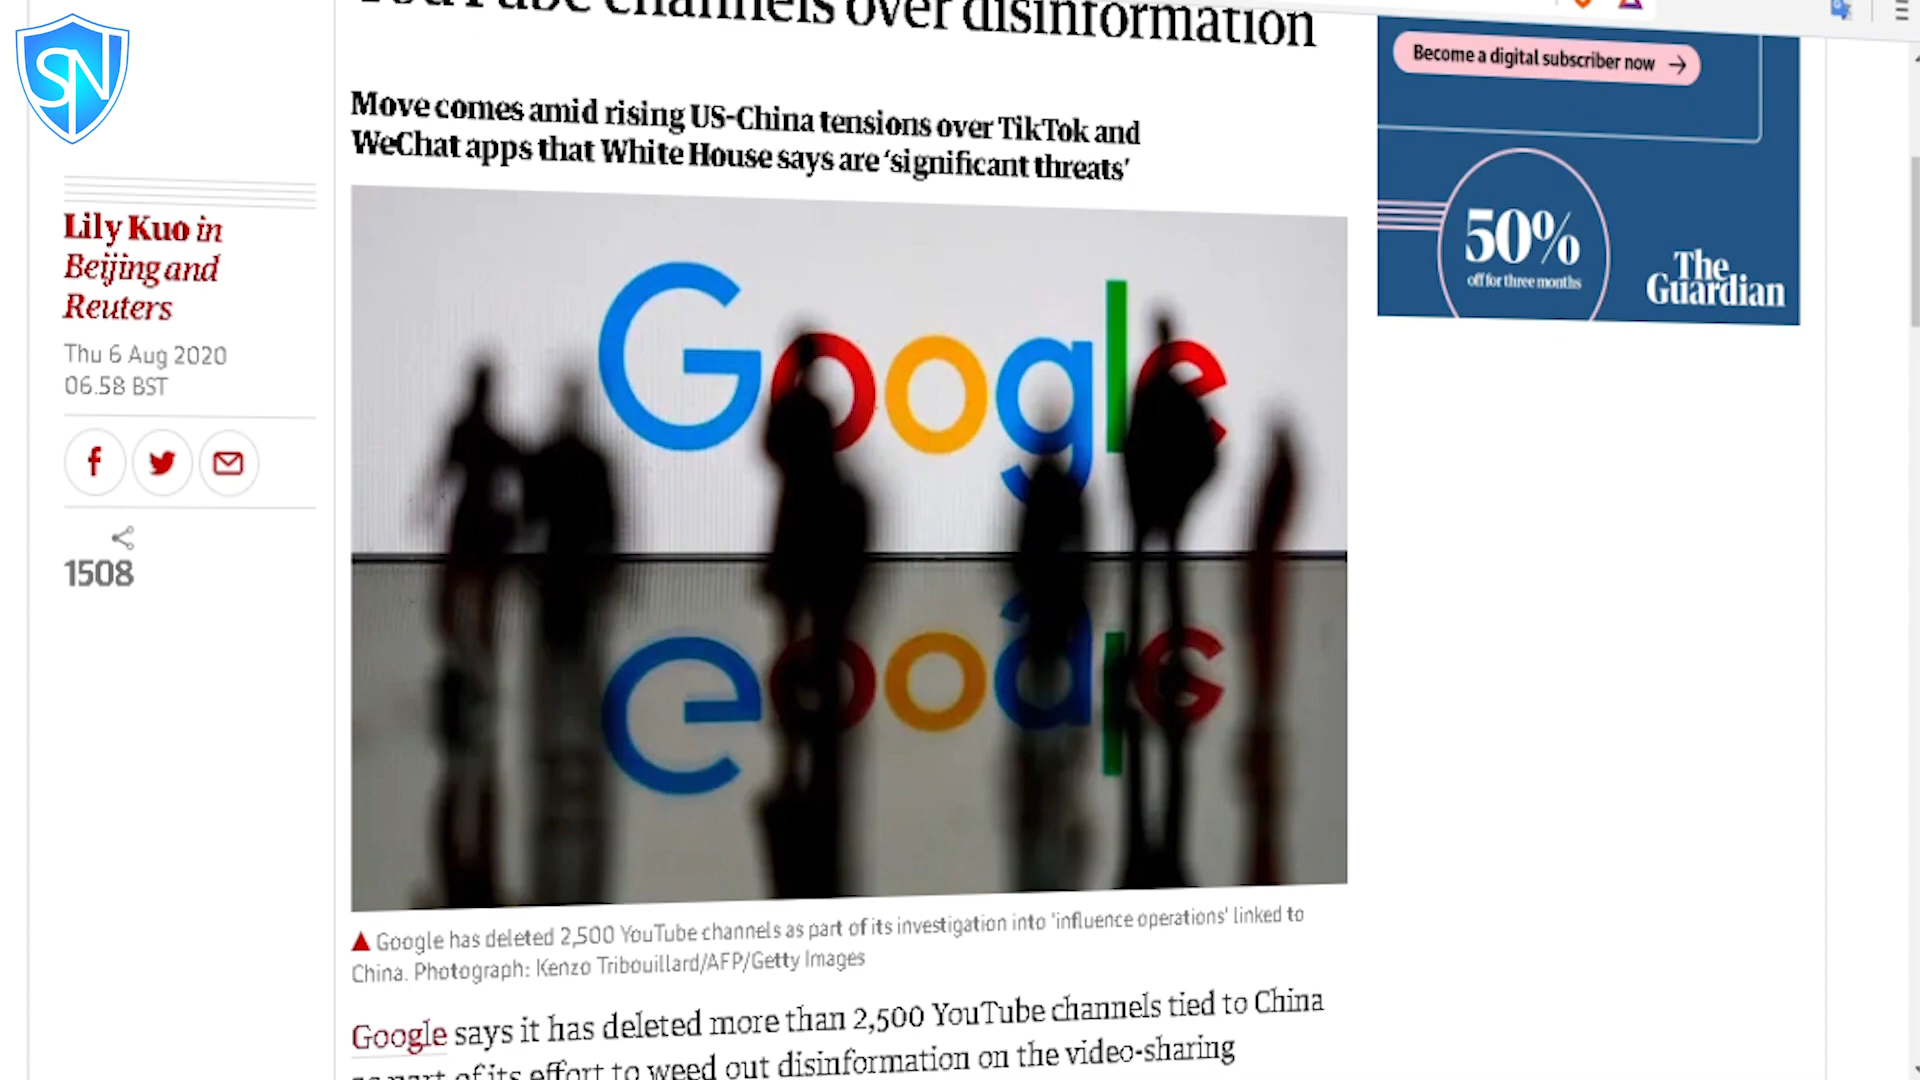 YouTube channels over disinformation
Become a digital subscriber now
SN
Move comes amid rising US-China tensions over TikTok and
WeChat apps that White House says are ‘significant threats’
Lily Kuo in
Beijing and
Reuters
Thu 6 Aug 2020
06.58 BST
1508
50%
off for three months
The
Guardian
Google
Google has deleted 2,500 YouTube channels as part of its investigation into 'influence operations' linked to
China. Photograph: Kenzo Tribouillard/AFP/Getty Images
Google says it has deleted more than 2,500 YouTube channels tied to China
as part of its effort to weed out disinformation on the video-sharing